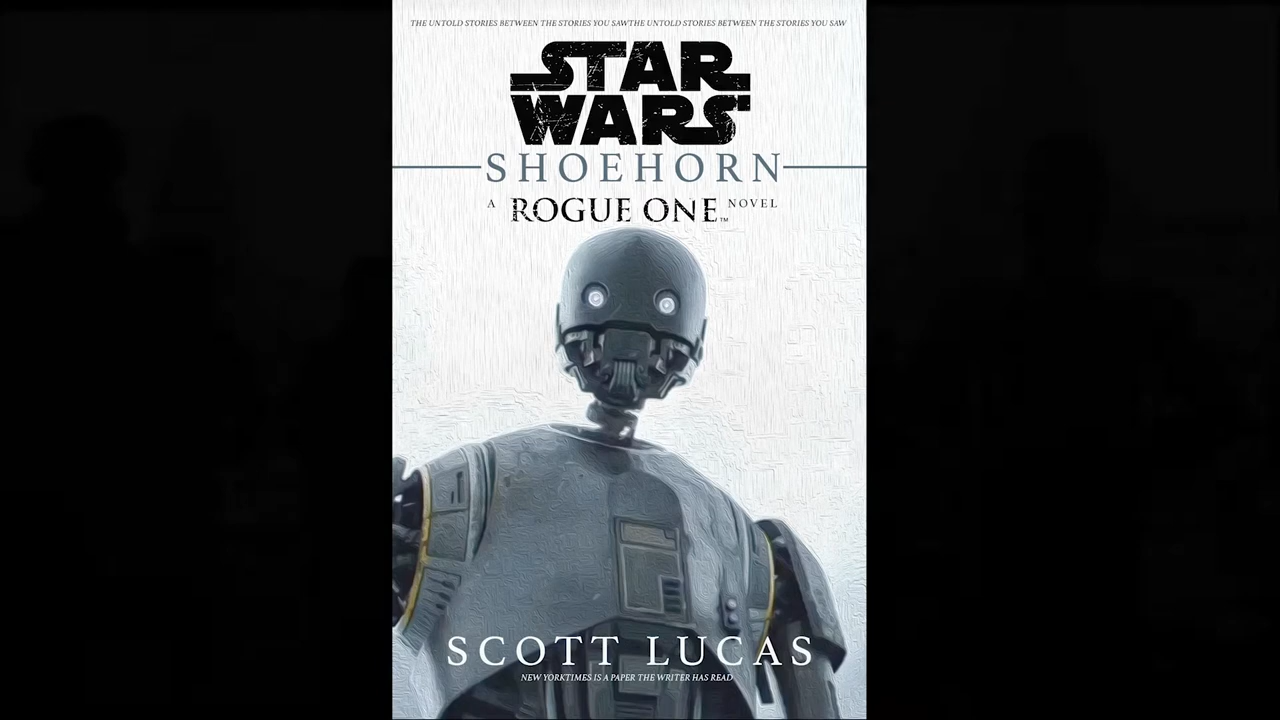 THE UNTOLD STORIES BETWEEN THE STORIES YOU SAWTHE UNTOLD STORIES BETWEEN THE STORIES YOU SAW
STAR
WARS
SHOEHORN
A ROGUE ONE™ NOVEL
SCOTT LUCAS
NEW YORKTIMES IS A PAPER THE WRITER HAS READ